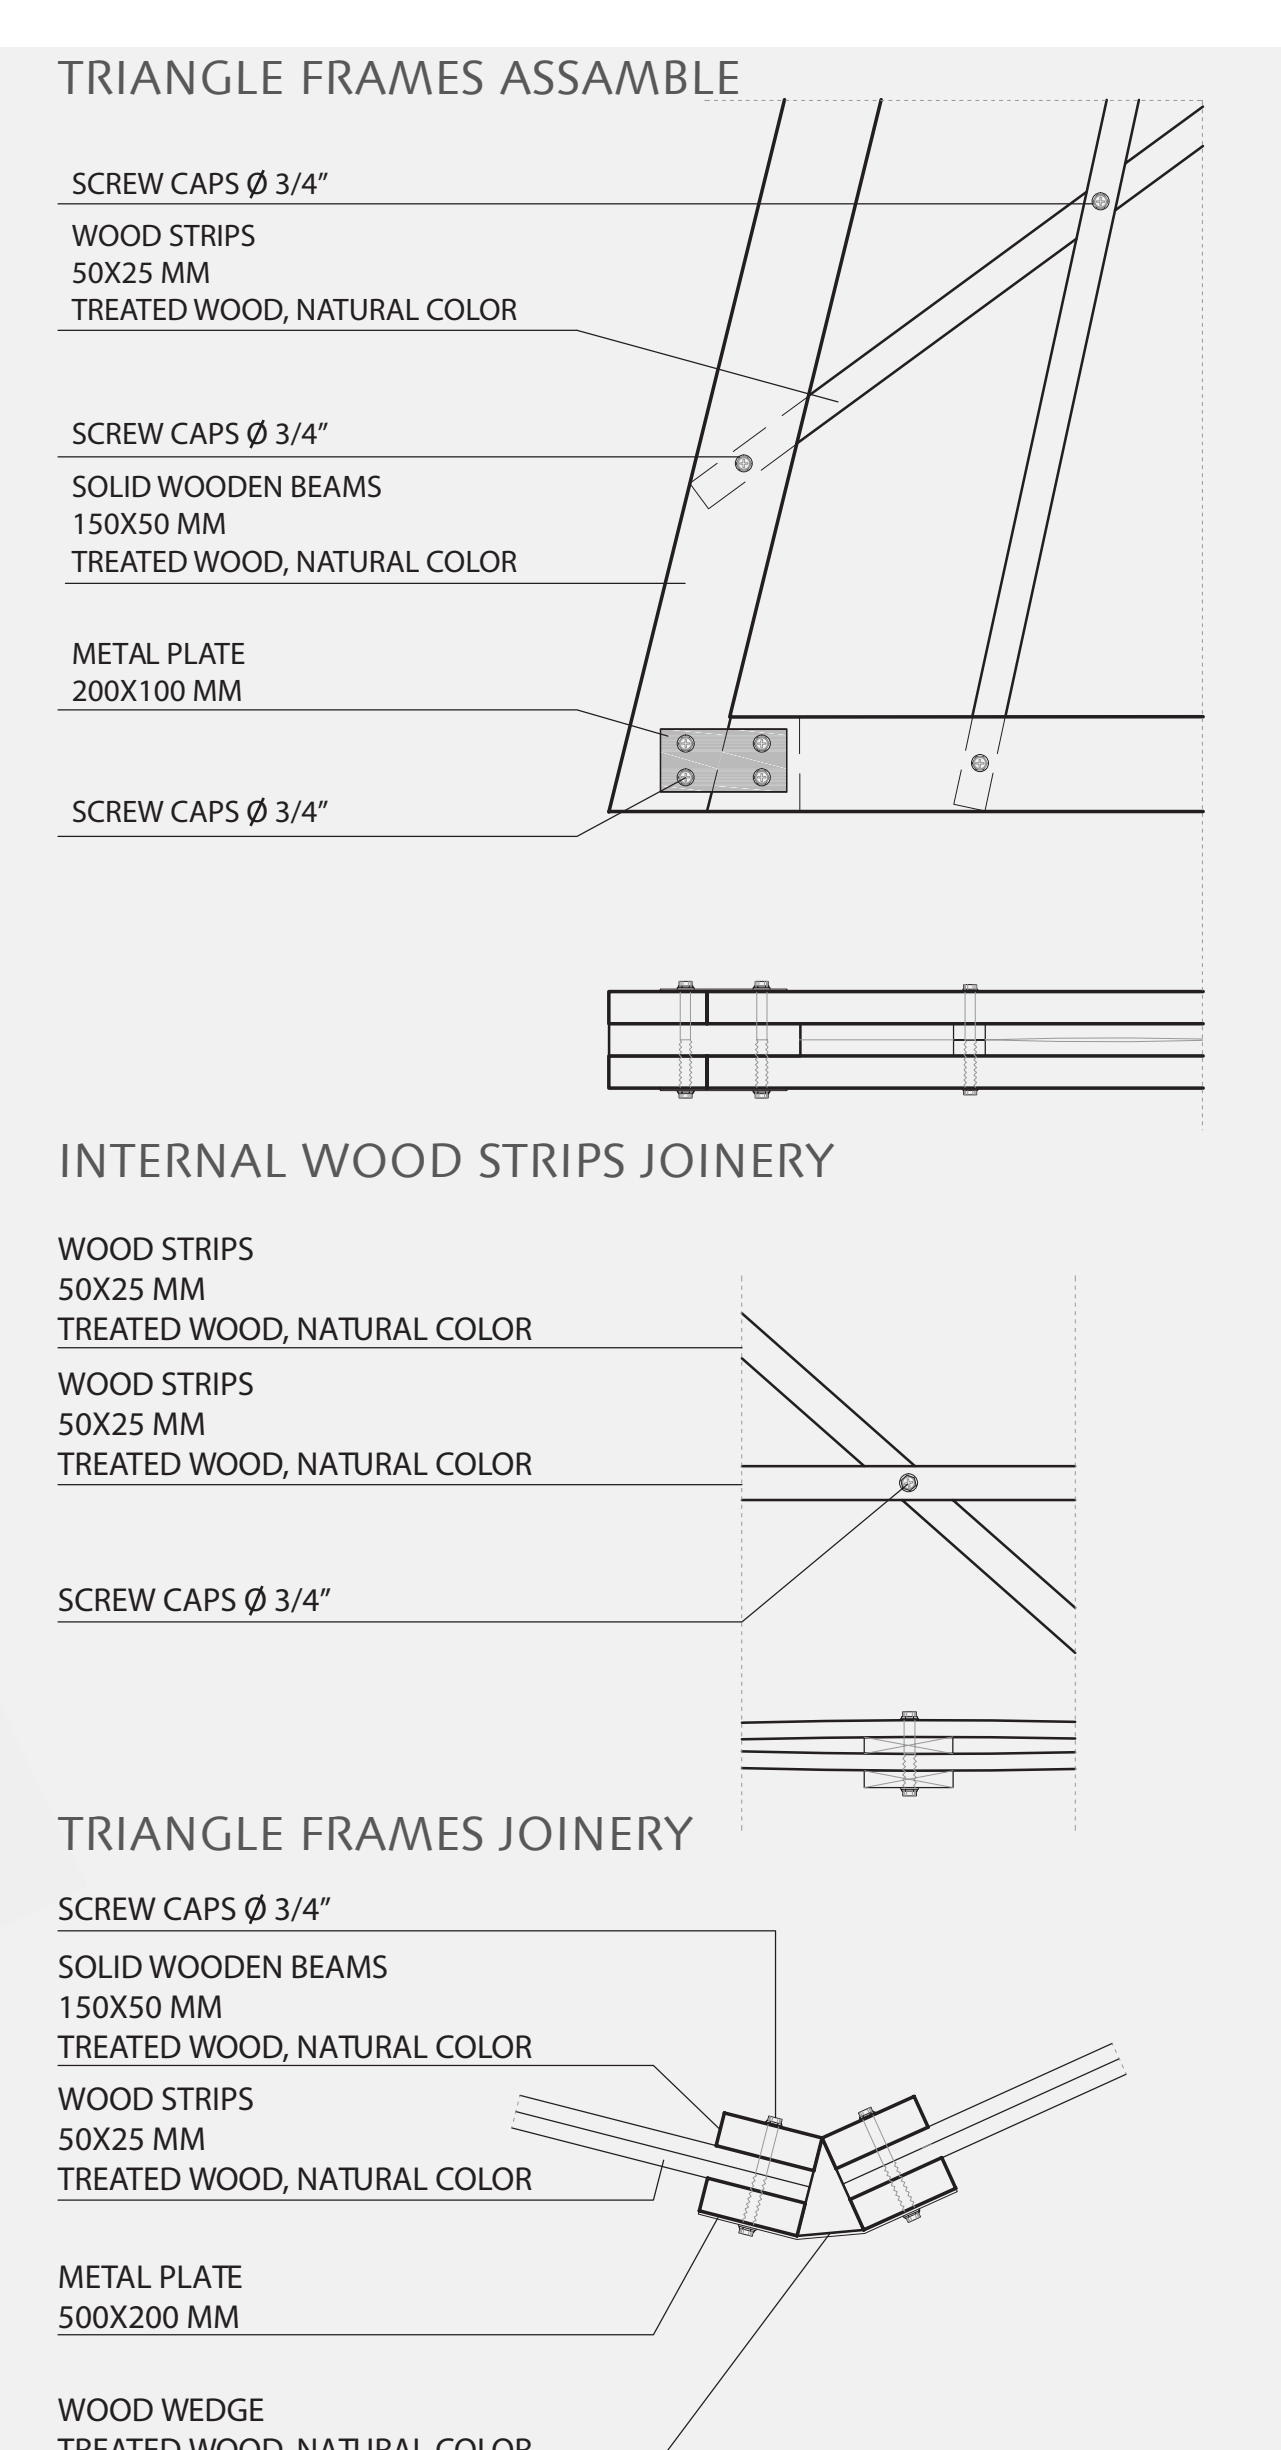 TRIANGLE FRAMES ASSAMBLE
SCREW CAPS Ø 3/4”
WOOD STRIPS
50X25 MM
TREATED WOOD, NATURAL COLOR
SCREW CAPS Ø 3/4”
SOLID WOODEN BEAMS
150X50 MM
TREATED WOOD, NATURAL COLOR
METAL PLATE
200X100 MM
SCREW CAPS Ø 3/4”
INTERNAL WOOD STRIPS JOINERY
WOOD STRIPS
50X25 MM
TREATED WOOD, NATURAL COLOR
WOOD STRIPS
50X25 MM
TREATED WOOD, NATURAL COLOR
SCREW CAPS Ø 3/4”
TRIANGLE FRAMES JOINERY
SCREW CAPS Ø 3/4”
SOLID WOODEN BEAMS
150X50 MM
TREATED WOOD, NATURAL COLOR
WOOD STRIPS
50X25 MM
TREATED WOOD, NATURAL COLOR
METAL PLATE
500X200 MM
WOOD WEDGE
TREATED WOOD, NATURAL COLOR